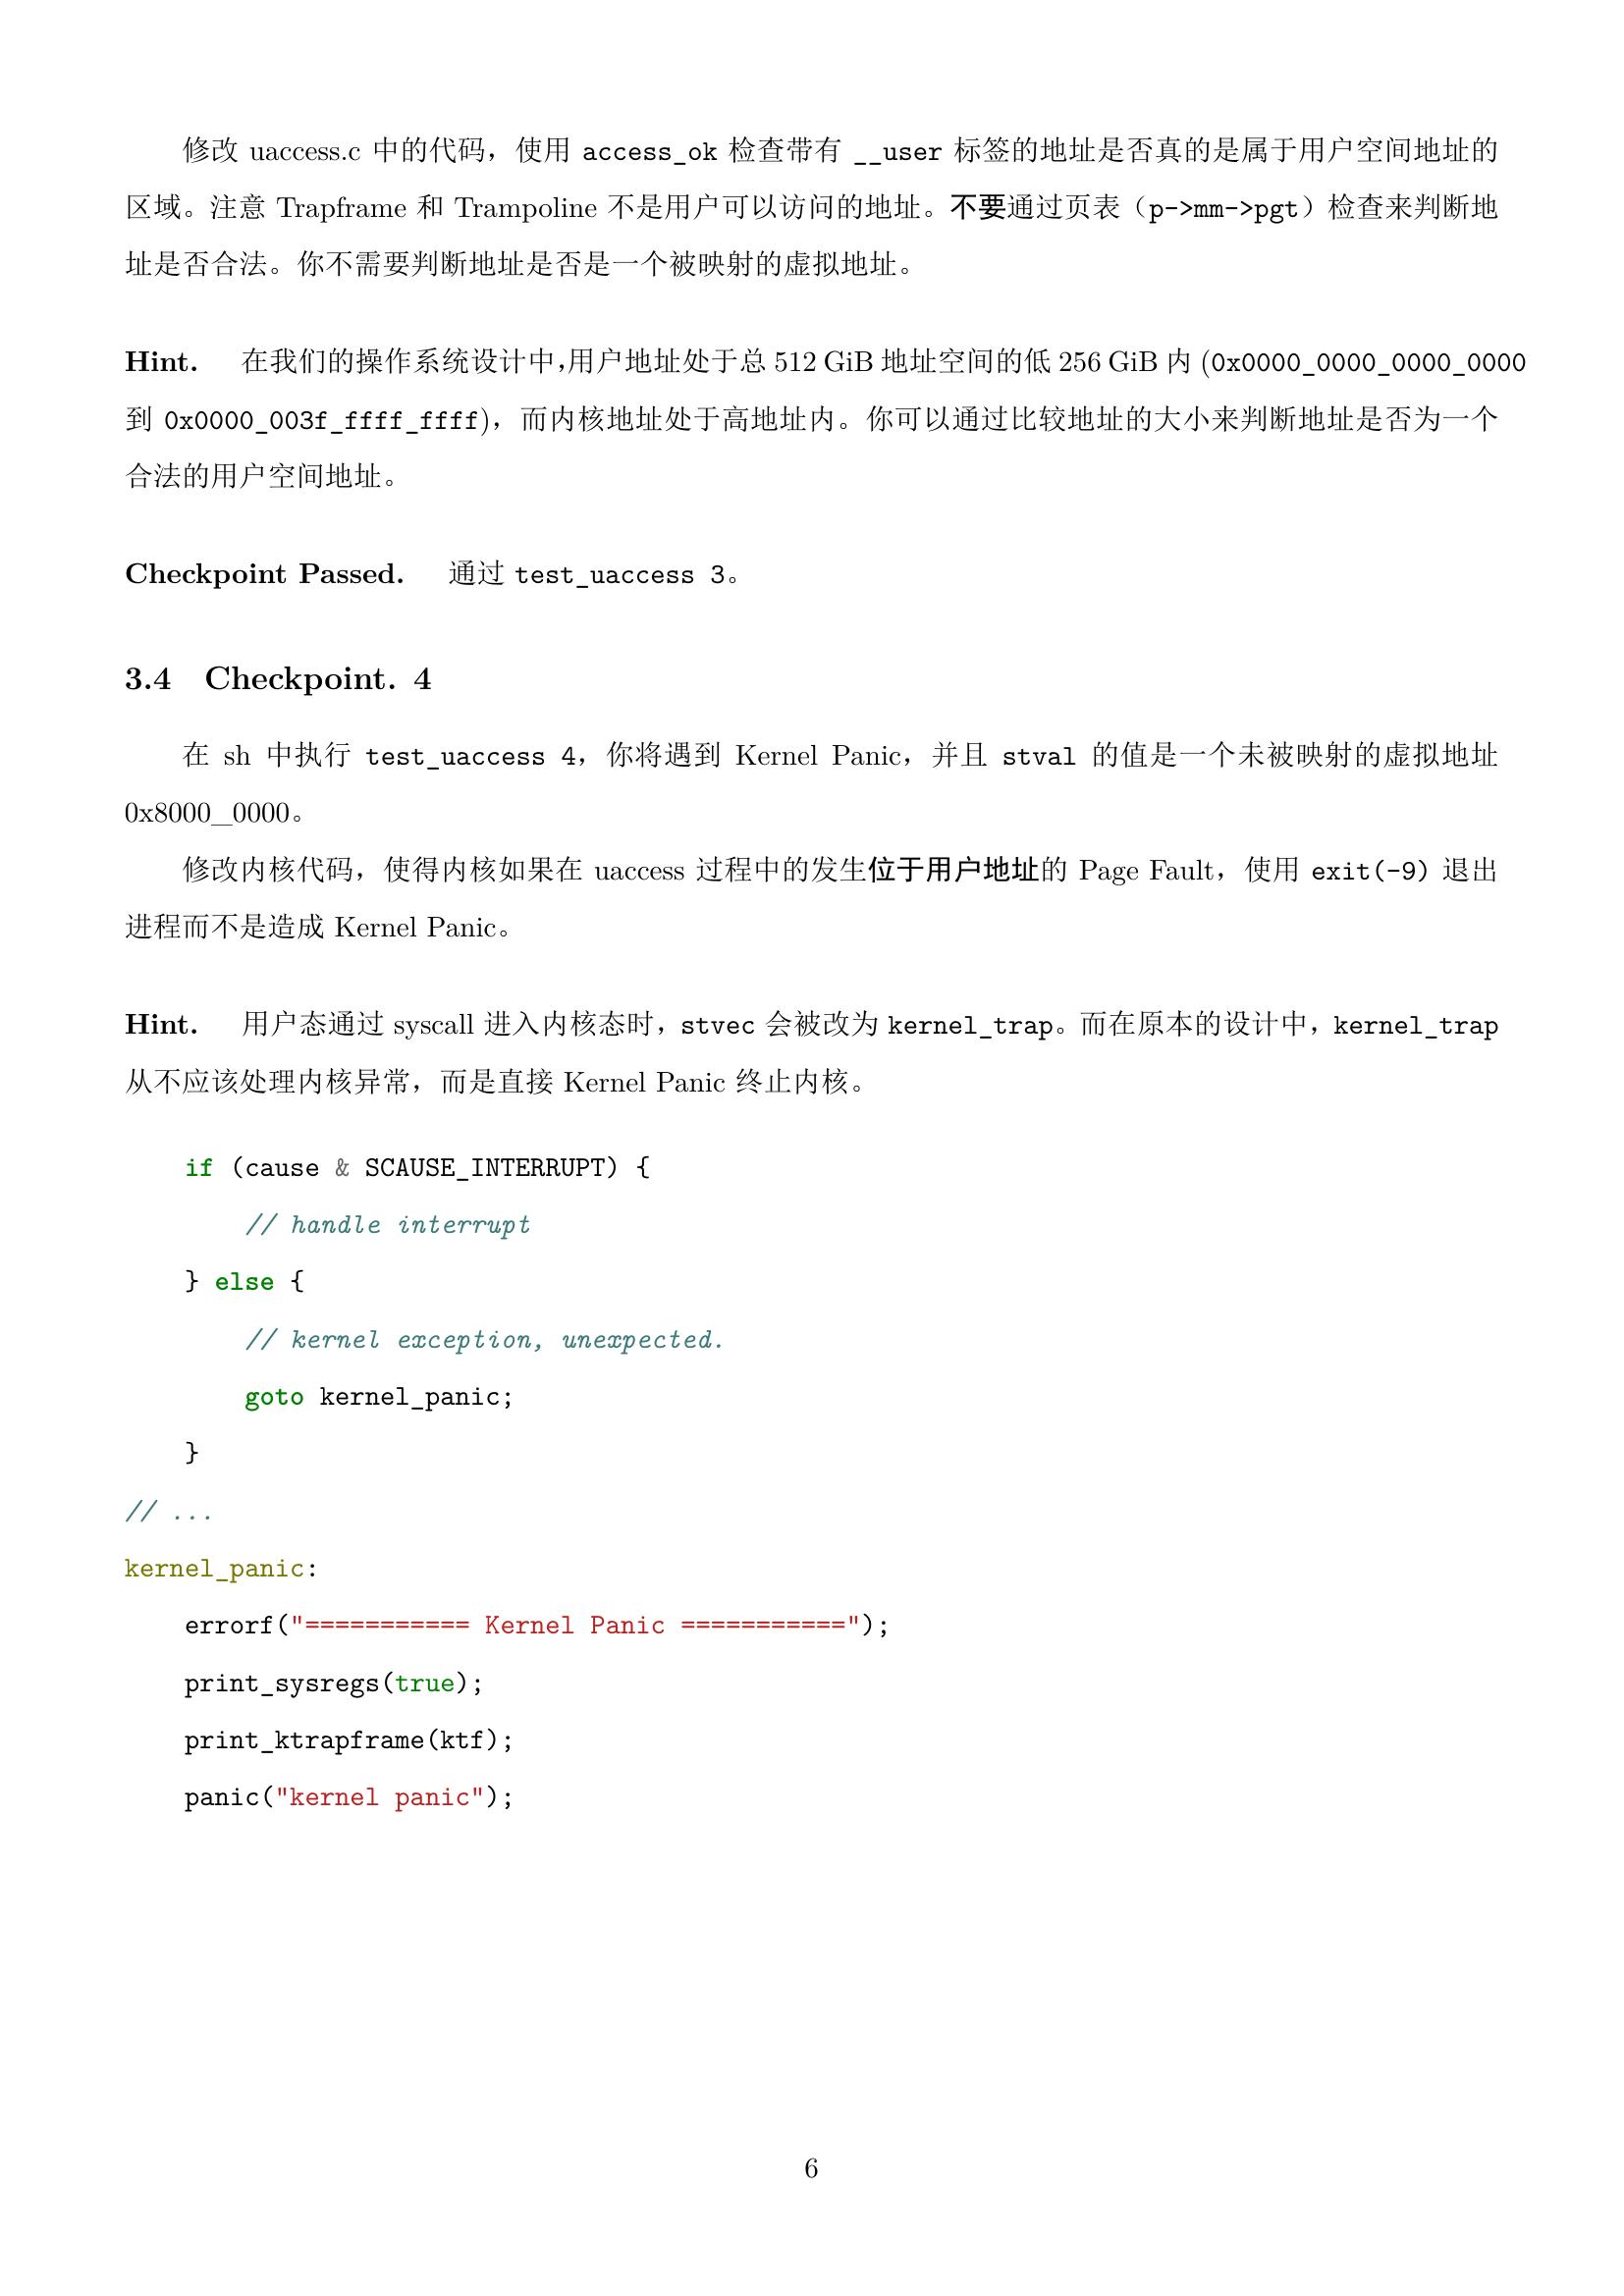 修改 uaccess.c 中的代码，使用 access_ok 检查带有 __user 标签的地址是否真的是属于用户空间地址的
区域。注意 Trapframe 和 Trampoline 不是用户可以访问的地址。不要通过页表（p->mm->pgt）检查来判断地
址是否合法。你不需要判断地址是否是一个被映射的虚拟地址。
Hint. 在我们的操作系统设计中，用户地址处于总 512 GiB 地址空间的低 256 GiB 内 (0x0000_0000_0000_0000
到 0x0000_003f_ffff_ffff)，而内核地址处于高地址内。你可以通过比较地址的大小来判断地址是否为一个
合法的用户空间地址。
Checkpoint Passed. 通过 test_uaccess 3。
3.4 Checkpoint. 4
在 sh 中执行 test_uaccess 4，你将遇到 Kernel Panic，并且 stval 的值是一个未被映射的虚拟地址
0x8000_0000。
修改内核代码，使得内核如果在 uaccess 过程中的发生位于用户地址的 Page Fault，使用 exit(-9) 退出
进程而不是造成 Kernel Panic。
Hint. 用户态通过 syscall 进入内核态时，stvec 会被改为 kernel_trap。而在原本的设计中，kernel_trap
从不应该处理内核异常，而是直接 Kernel Panic 终止内核。
if (cause & SCAUSE_INTERRUPT) {
// handle interrupt
} else {
// kernel exception, unexpected.
goto kernel_panic;
}
// ...
kernel_panic:
errorf("=========== Kernel Panic ===========");
print_sysregs(true);
print_ktrapframe(ktf);
panic("kernel panic");
6